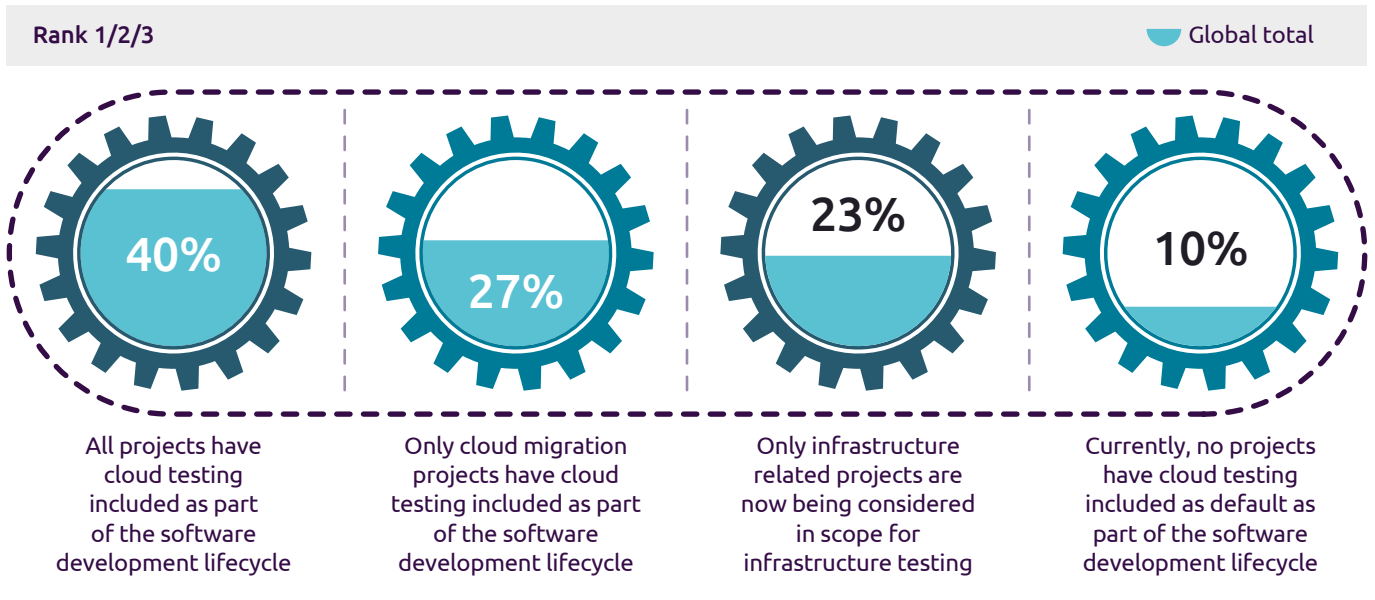 Rank 1/2/3
Global total
40%
27%
23%
10%
All projects have
cloud testing
included as part
of the software
development lifecycle
Only cloud migration
projects have cloud
testing included as part
of the software
development lifecycle
Only infrastructure
related projects are
now being considered
in scope for
infrastructure testing
Currently, no projects
have cloud testing
included as default as
part of the software
development lifecycle